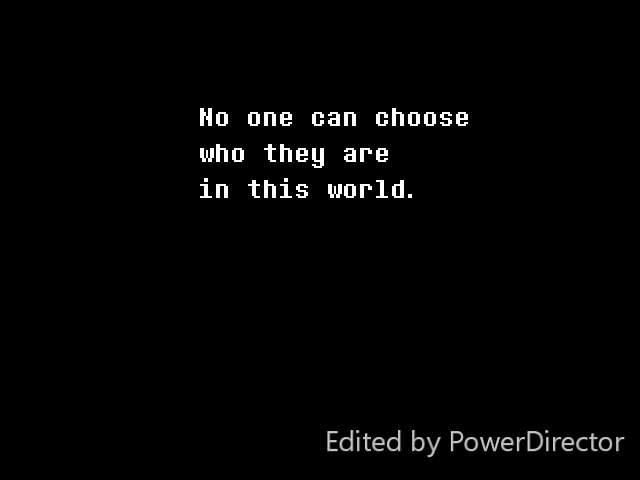 No one can choose
who they are
in this world.
Edited by PowerDirector